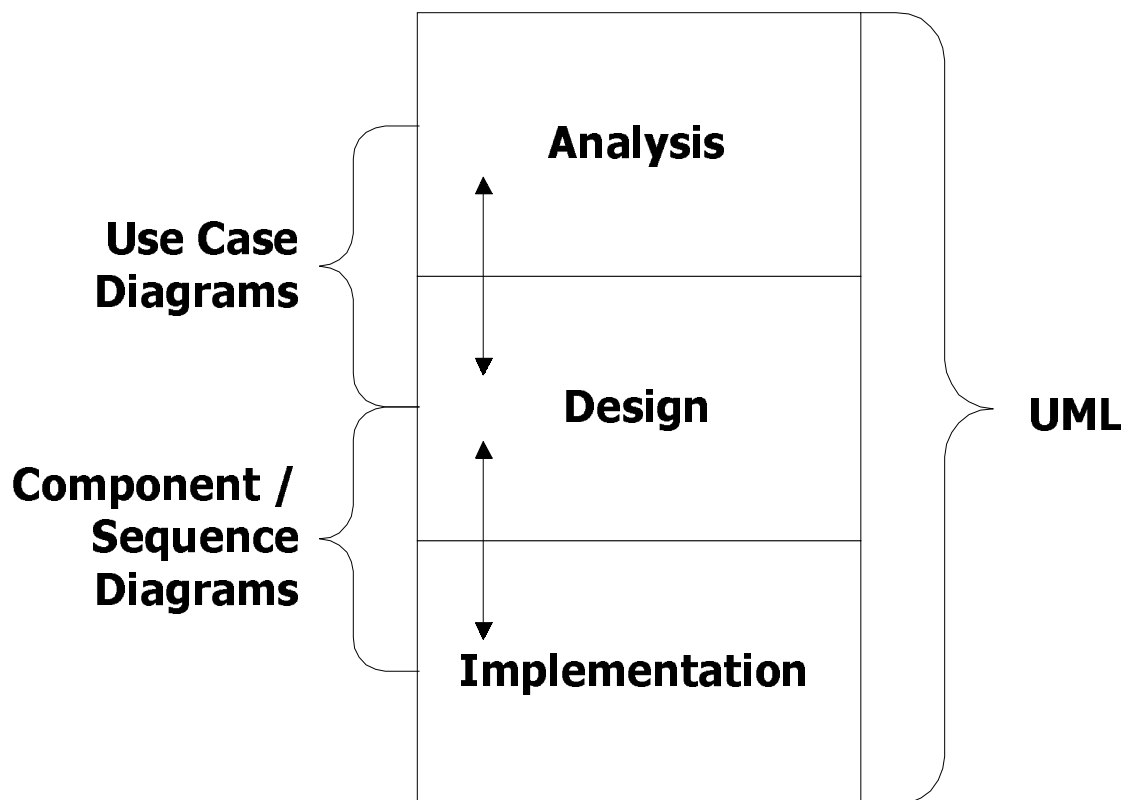 Analysis
Use Case
Diagrams
Design
UML
Component /
Sequence
Diagrams
Implementation